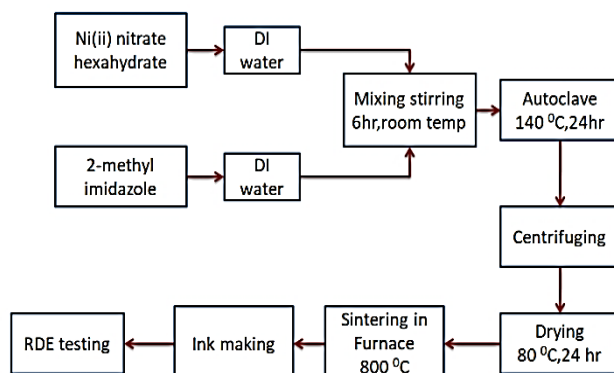 Ni(ii) nitrate
hexahydrate
DI
water
Mixing stirring
6hr,room temp
Autoclave
140 ⁰C,24hr
2-methyl
imidazole
DI
water
Centrifuging
Drying
80 ⁰C,24 hr
Sintering in
Furnace
800 ⁰C
Ink making
RDE testing